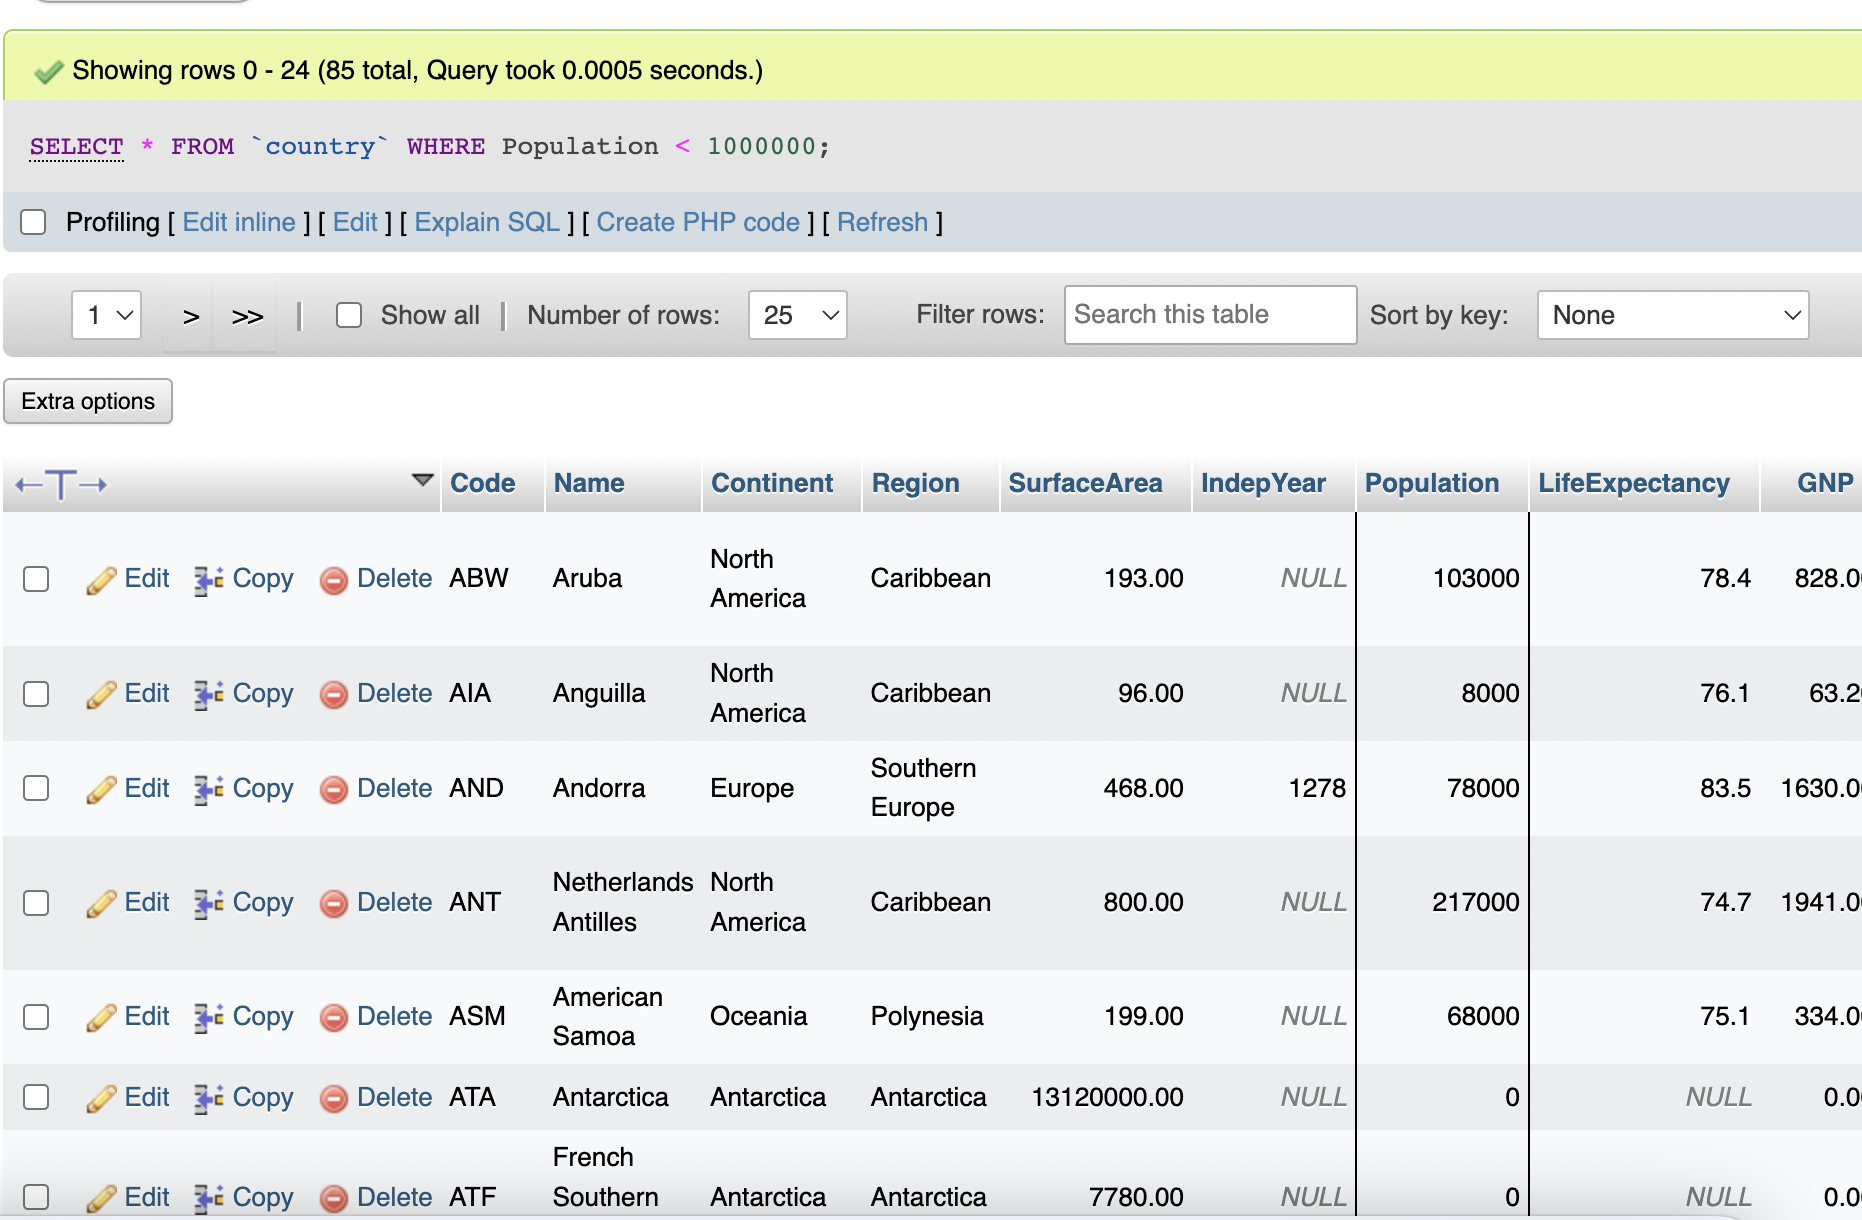 Showing rows 0 - 24 (85 total, Query took 0.0005 seconds.)
SELECT * FROM `country` WHERE Population < 1000000;
Profiling [ Edit inline ] [ Edit ] [ Explain SQL ] [ Create PHP code ] [ Refresh ]
1 > >> | Show all | Number of rows: 25 Filter rows: Search this table Sort by key: None
Extra options
←T→ Code Name Continent Region SurfaceArea IndepYear Population LifeExpectancy GNP
Edit Copy Delete ABW Aruba North America Caribbean 193.00 NULL 103000 78.4 828.0
Edit Copy Delete AIA Anguilla North America Caribbean 96.00 NULL 8000 76.1 63.2
Edit Copy Delete AND Andorra Europe Southern Europe 468.00 1278 78000 83.5 1630.0
Edit Copy Delete ANT Netherlands Antilles North America Caribbean 800.00 NULL 217000 74.7 1941.0
Edit Copy Delete ASM American Samoa Oceania Polynesia 199.00 NULL 68000 75.1 334.0
Edit Copy Delete ATA Antarctica Antarctica Antarctica 13120000.00 NULL 0 NULL 0.0
Edit Copy Delete ATF French Southern Antarctica Antarctica 7780.00 NULL 0 NULL 0.0